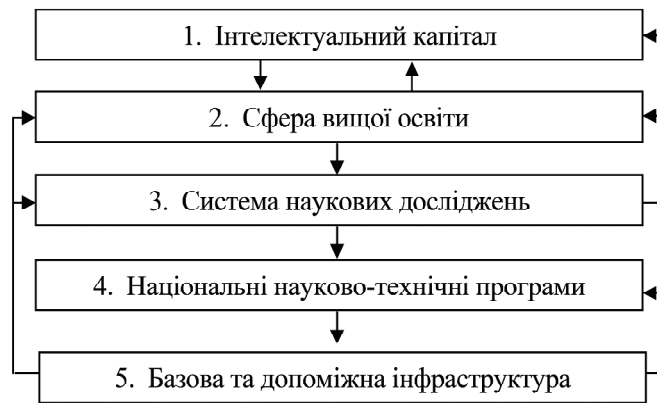 1. Інтелектуальний капітал
2. Сфера вищої освіти
3. Система наукових досліджень
4. Національні науково-технічні програми
5. Базова та допоміжна інфраструктура